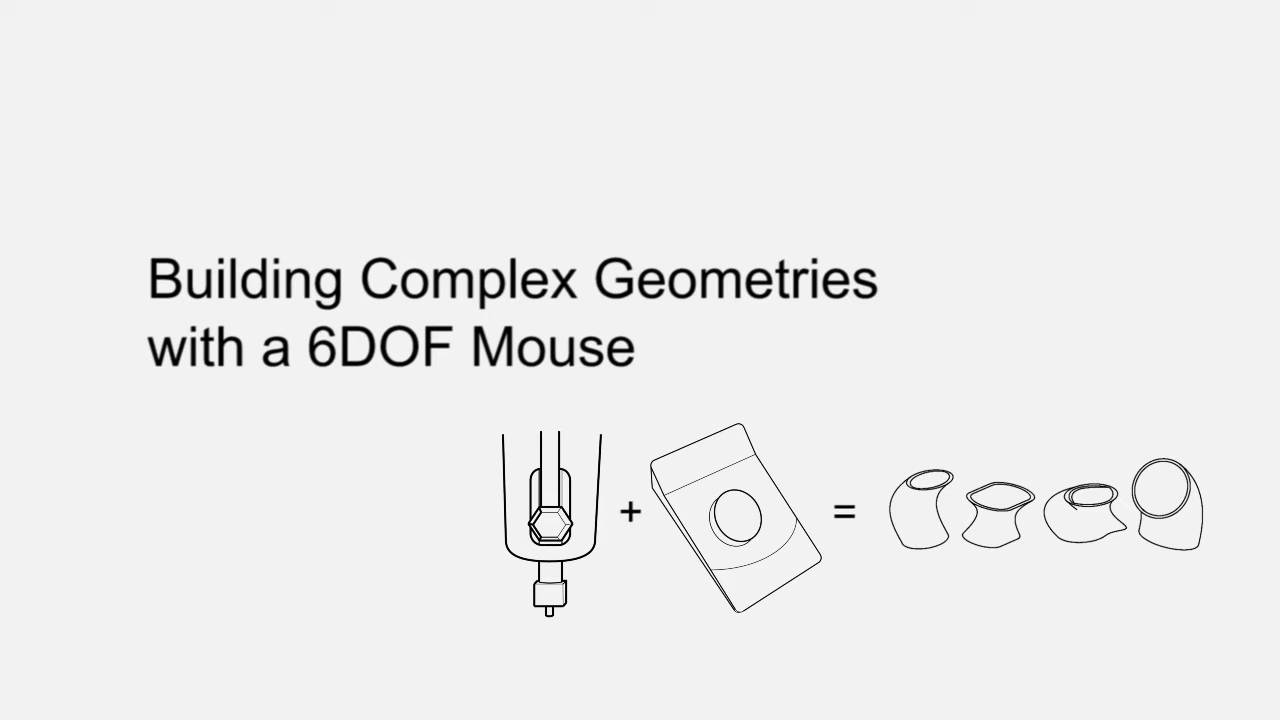 Building Complex Geometries
with a 6DOF Mouse
+ =